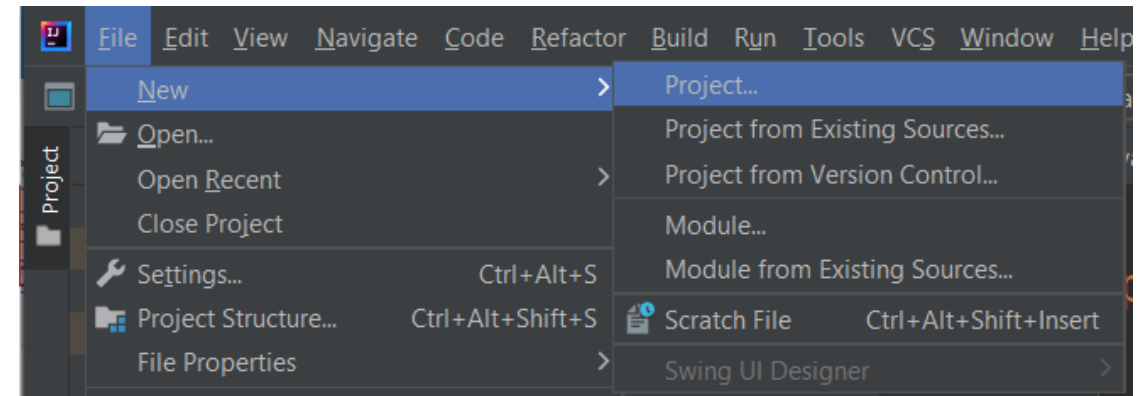 IJ
File Edit View Navigate Code Refactor Build Run Tools VCS Window Help
New
Open...
Open Recent
Close Project
Settings... Ctrl+Alt+S
Project Structure... Ctrl+Alt+Shift+S
File Properties
Project...
Project from Existing Sources...
Project from Version Control...
Module...
Module from Existing Sources...
Scratch File Ctrl+Alt+Shift+Insert
Swing UI Designer
Project